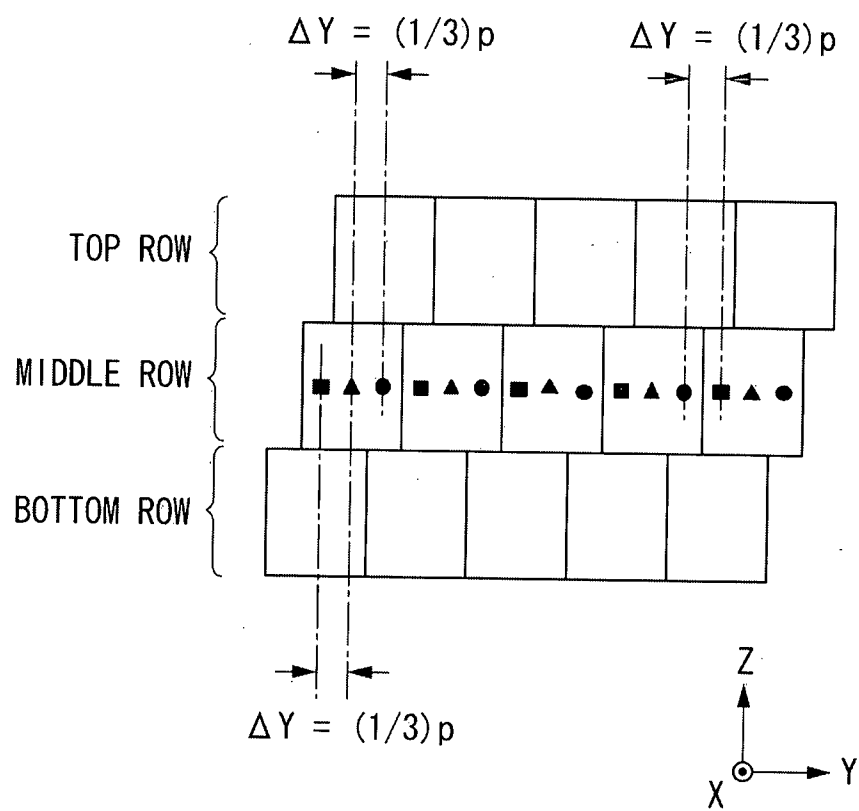 ΔY = (1/3)p
ΔY = (1/3)p
TOP ROW
MIDDLE ROW
BOTTOM ROW
ΔY = (1/3)p
Z
Y
X